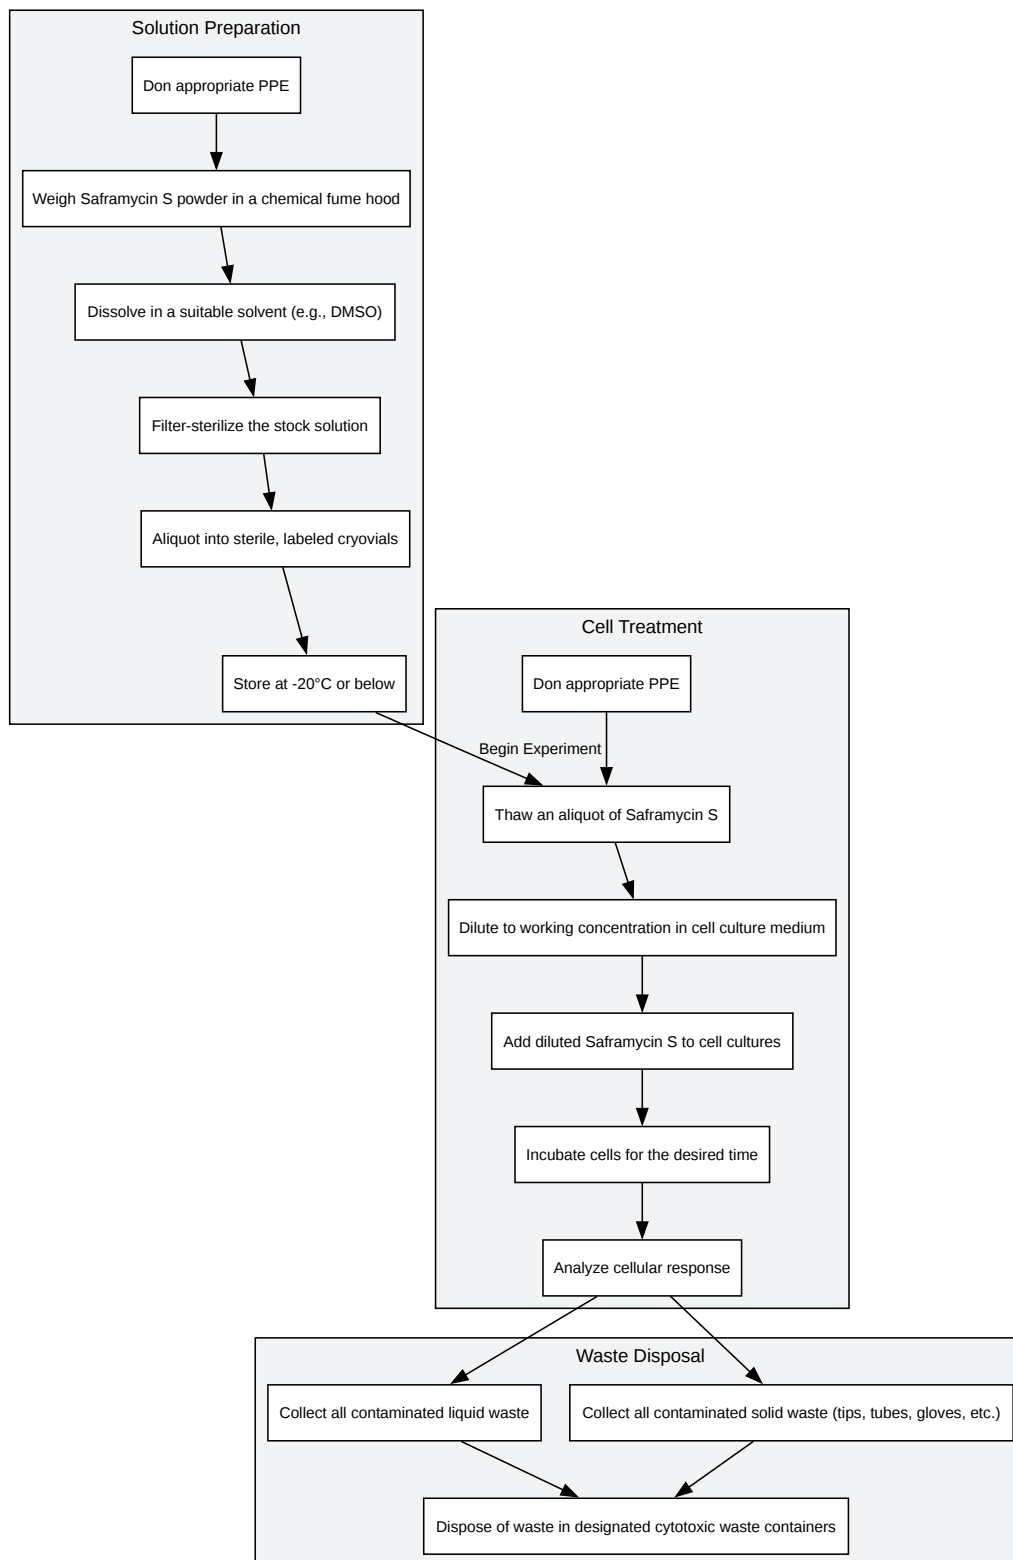 Solution Preparation
Don appropriate PPE
Weigh Saframycin S powder in a chemical fume hood
Dissolve in a suitable solvent (e.g., DMSO)
Filter-sterilize the stock solution
Aliquot into sterile, labeled cryovials
Store at -20°C or below
Cell Treatment
Don appropriate PPE
Begin Experiment
Thaw an aliquot of Saframycin S
Dilute to working concentration in cell culture medium
Add diluted Saframycin S to cell cultures
Incubate cells for the desired time
Analyze cellular response
Waste Disposal
Collect all contaminated liquid waste
Collect all contaminated solid waste (tips, tubes, gloves, etc.)
Dispose of waste in designated cytotoxic waste containers